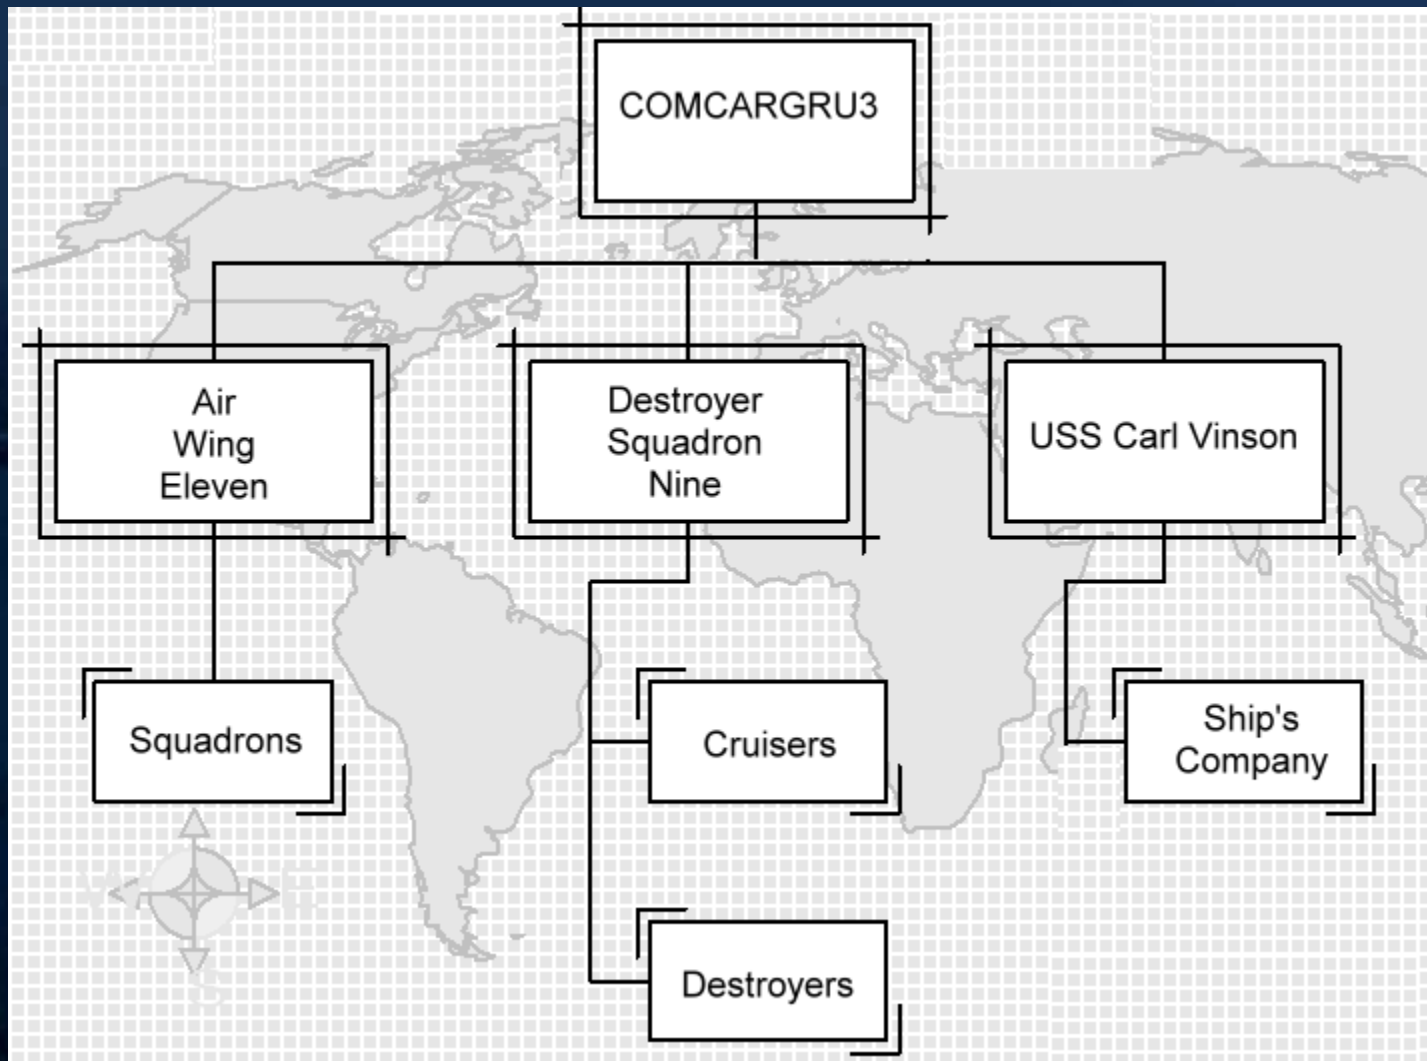 COMCARGRU3
Air
Wing
Eleven
Destroyer
Squadron
Nine
USS Carl Vinson
Squadrons
Cruisers
Ship's
Company
Destroyers
W
E
S